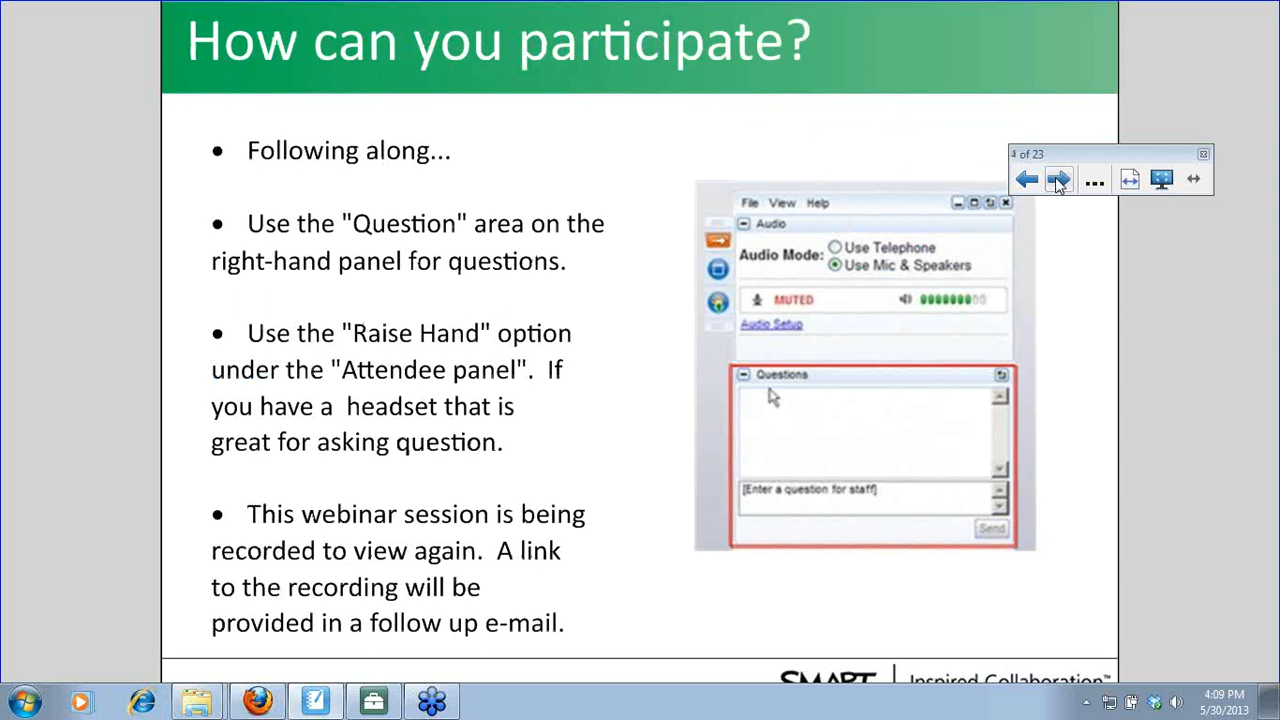 How can you participate?
• Following along...
of 23
• Use the "Question" area on the
right-hand panel for questions.
• Use the "Raise Hand" option
under the "Attendee panel". If
you have a headset that is
great for asking question.
• This webinar session is being
recorded to view again. A link
to the recording will be
provided in a follow up e-mail.
File View Help
Audio
Audio Mode: Use Telephone
Use Mic & Speakers
MUTED
Audio Setup
Questions
[Enter a question for staff]
Send
SMART Inspired Collaboration
4:09 PM
5/30/2013